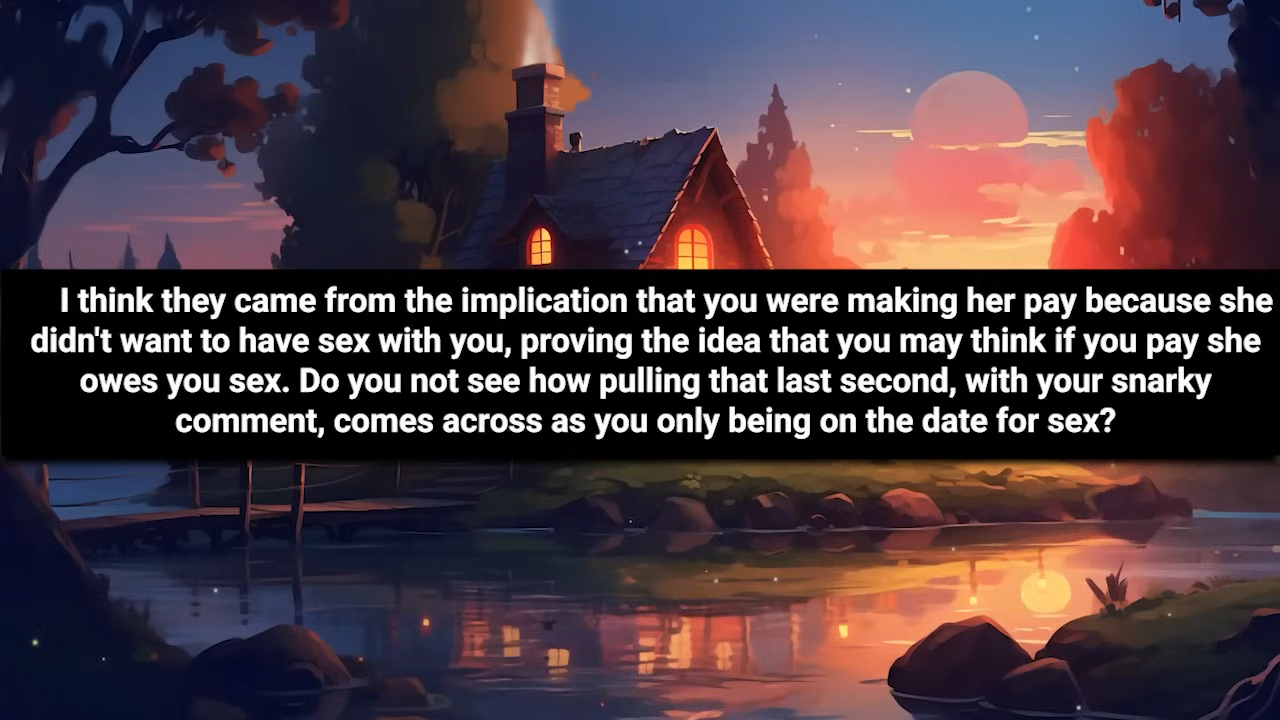 I think they came from the implication that you were making her pay because she
didn't want to have sex with you, proving the idea that you may think if you pay she
owes you sex. Do you not see how pulling that last second, with your snarky
comment, comes across as you only being on the date for sex?